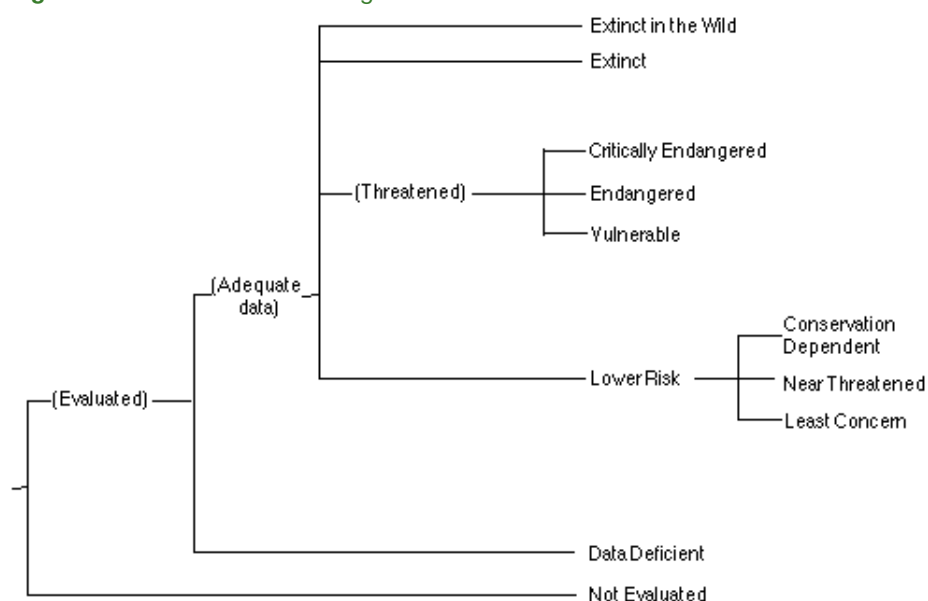 Extinct in the Wild
Extinct
Critically Endangered
(Threatened)
Endangered
Vulnerable
(Adequate
data)
Conservation
Dependent
Lower Risk
Near Threatened
(Evaluated)
Least Concern
Data Deficient
Not Evaluated